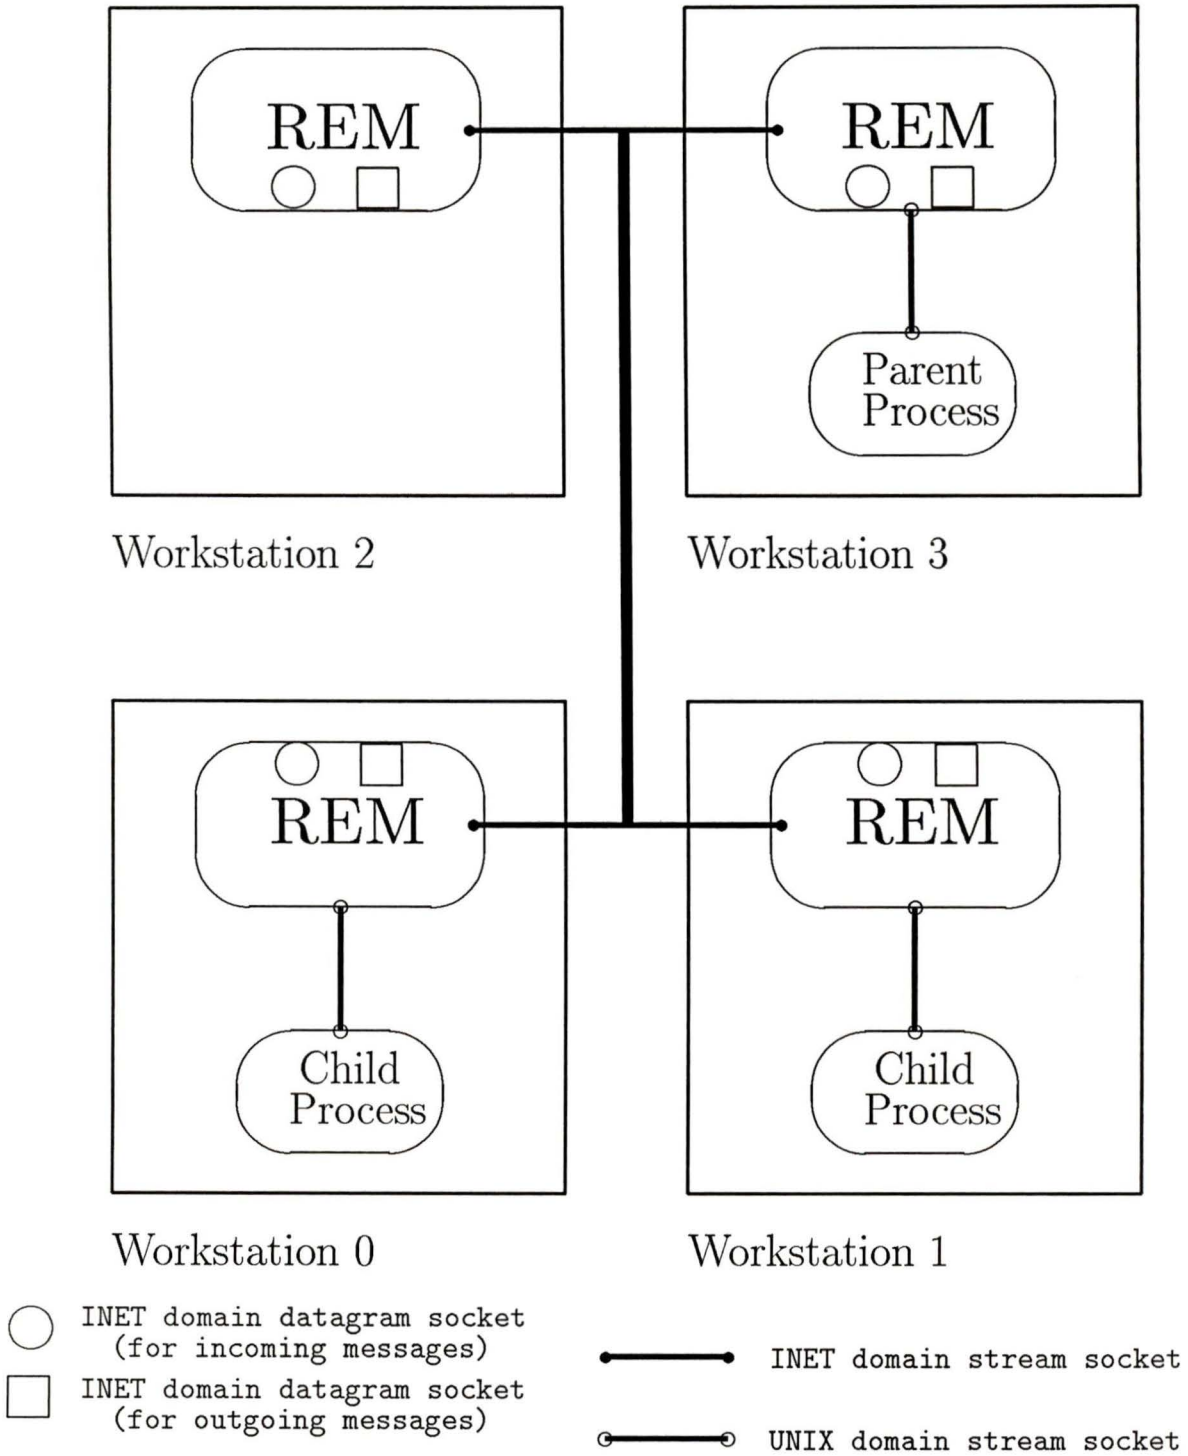 REM
REM
Parent
Process
Workstation 2
Workstation 3
REM
REM
Child
Process
Child
Process
Workstation 0
Workstation 1
INET domain datagram socket
(for incoming messages)
INET domain datagram socket
(for outgoing messages)
INET domain stream socket
UNIX domain stream socket